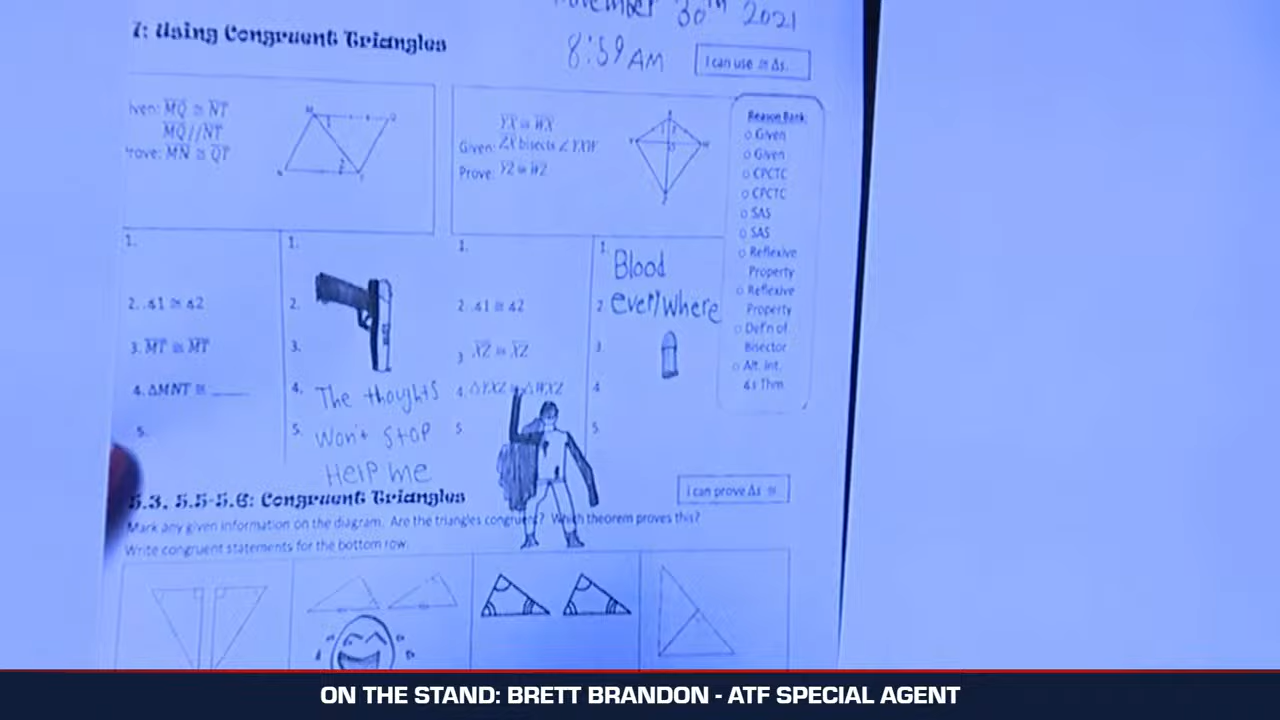 November 30th 2021
7: Using Congruent Triangles
8:59 AM
I can use ≅ Δs.
iven: MQ ≅ NT
MQ // NT
rove: MN ≅ QT
YX ≅ WX
Given: ZX bisects ∠YXW
Prove: YZ ≅ WZ
Reason Bank
o Given
o Given
o CPCTC
o CPCTC
o SAS
o SAS
o Reflexive
Property
o Reflexive
Property
o Def'n of
Bisector
o Alt. Int.
∡s Thm
1.
2. ∡1 ≅ ∡2
3. MT ≅ MT
4. ΔMNT ≅ ____
5.
1.
2.
3.
4. The thoughts
5. Won't Stop
HelP me
1.
2. ∡1 ≅ ∡2
3. XZ ≅ XZ
4. ΔYXZ ≅ ΔWXZ
5.
1. Blood
2. everywhere
3.
4.
5.
5.3, 5.5-5.6: Congruent Triangles
I can prove Δs ≅
Mark any given information on the diagram. Are the triangles congruent? Which theorem proves this?
Write congruent statements for the bottom row.
ON THE STAND: BRETT BRANDON - ATF SPECIAL AGENT